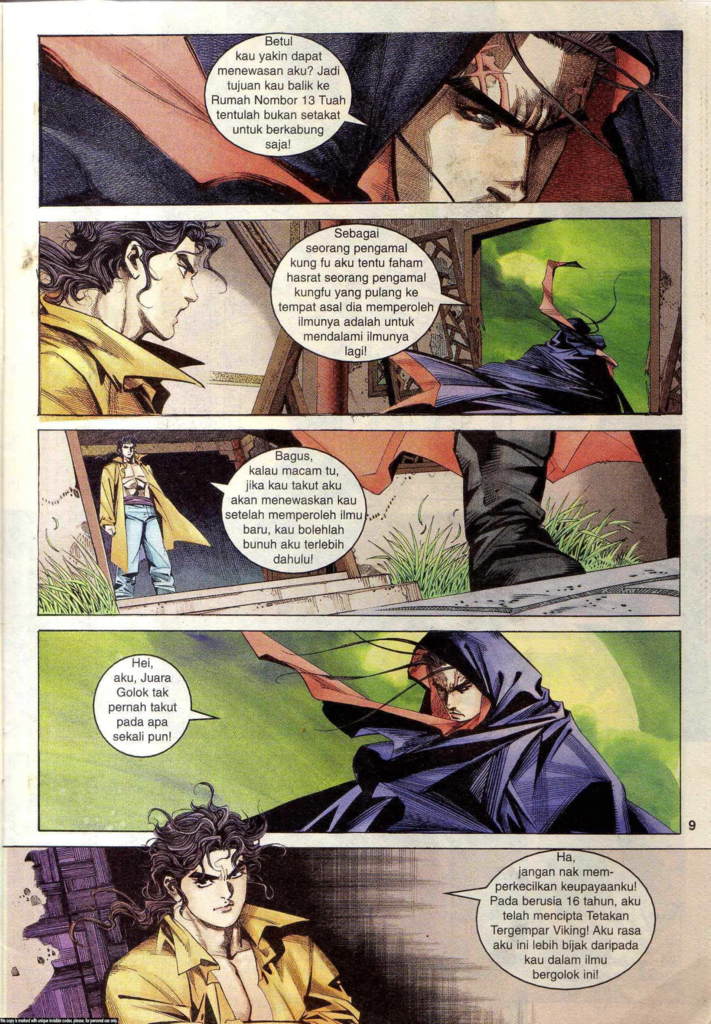 Betul
kau yakin dapat
menewasan aku? Jadi
tujuan kau balik ke
Rumah Nombor 13 Tuah
tentulah bukan setakat
untuk berkabung
saja!
Sebagai
seorang pengamal
kung fu aku tentu faham
hasrat seorang pengamal
kungfu yang pulang ke
tempat asal dia memperoleh
ilmunya adalah untuk
mendalami ilmunya
lagi!
Bagus,
kalau macam tu,
jika kau takut aku
akan menewaskan kau
setelah memperoleh ilmu
baru, kau bolehlah
bunuh aku terlebih
dahulu!
Hei,
aku, Juara
Golok tak
pernah takut
pada apa
sekali pun!
9
Ha,
jangan nak mem-
perkecilkan keupayaanku!
Pada berusia 16 tahun, aku
telah mencipta Tetakan
Tergempar Viking! Aku rasa
aku ini lebih bijak daripada
kau dalam ilmu
bergolok ini!